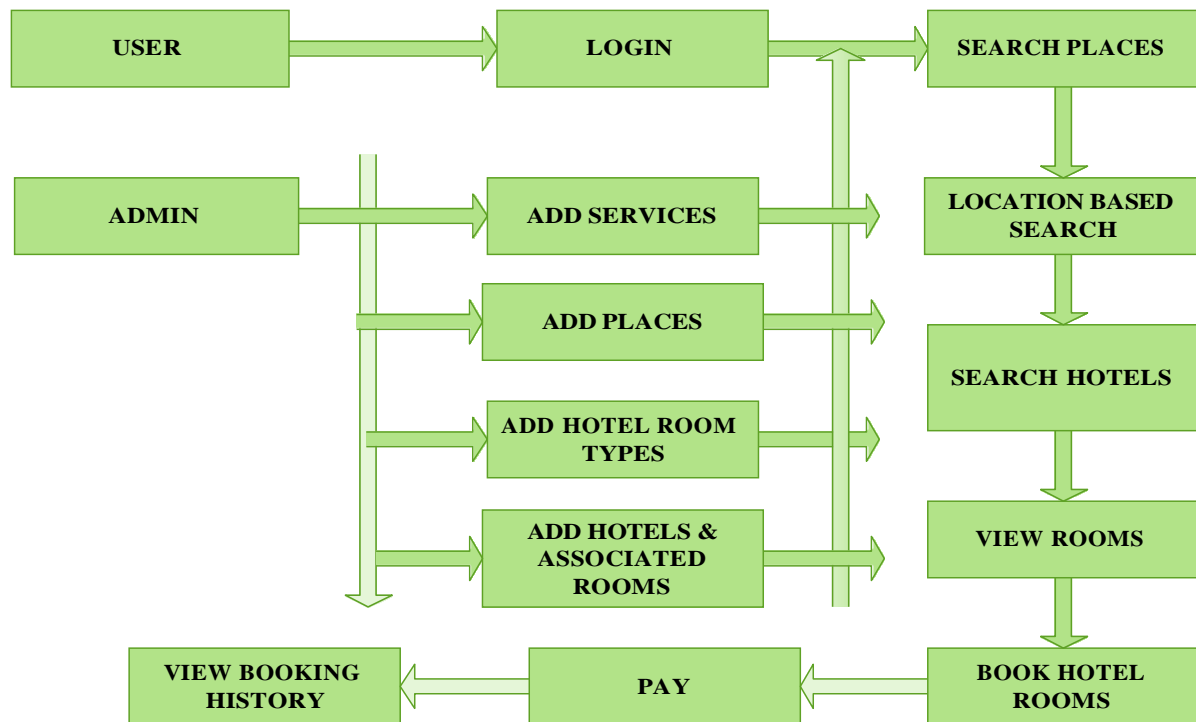 USER
LOGIN
SEARCH PLACES
ADMIN
ADD SERVICES
LOCATION BASED
SEARCH
ADD PLACES
SEARCH HOTELS
ADD HOTEL ROOM
TYPES
ADD HOTELS &
ASSOCIATED
ROOMS
VIEW ROOMS
VIEW BOOKING
HISTORY
PAY
BOOK HOTEL
ROOMS